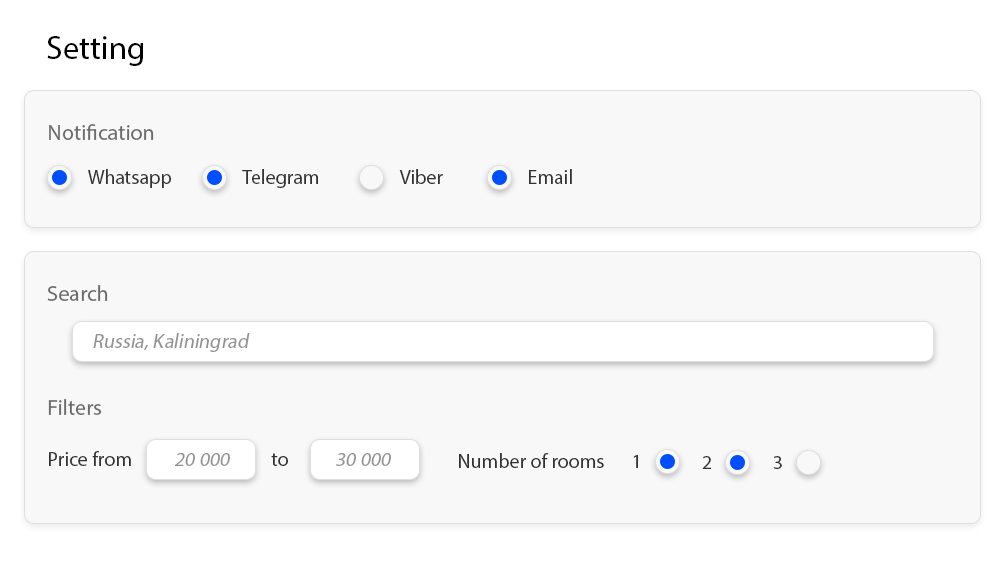 Setting
Notification
Whatsapp Telegram Viber Email
Search
Russia, Kaliningrad
Filters
Price from 20 000 to 30 000 Number of rooms 1 2 3